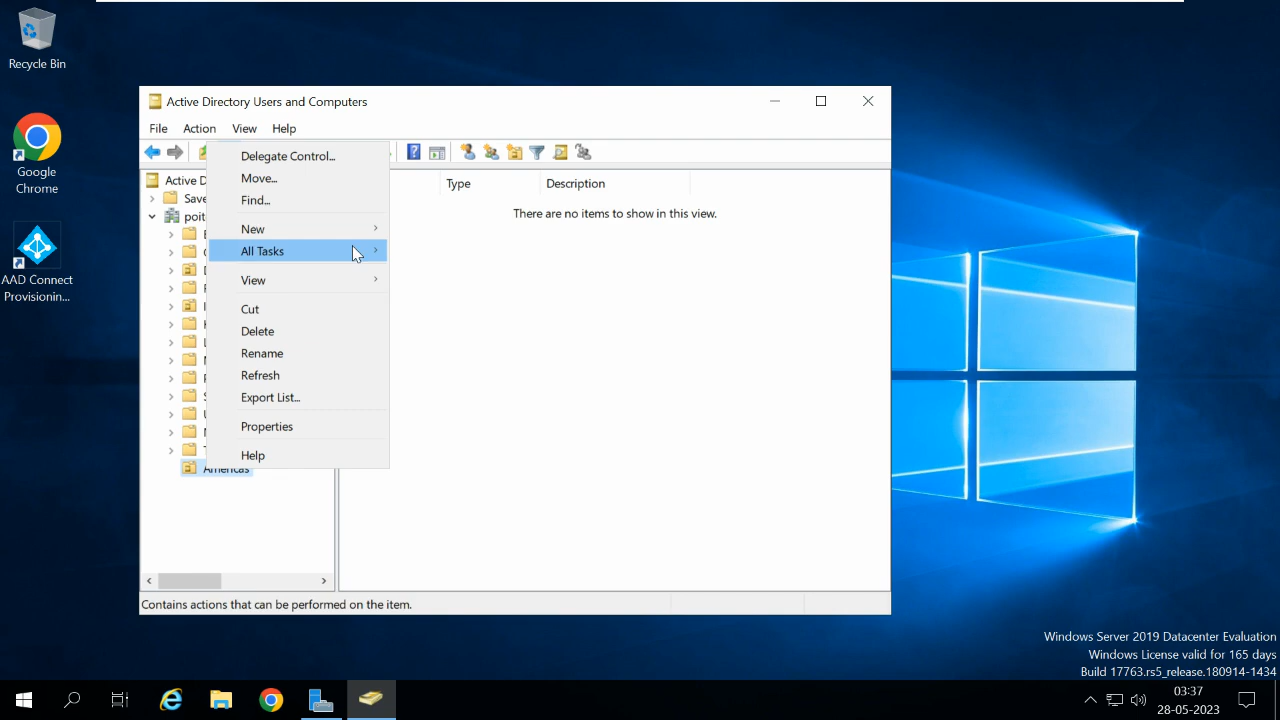 Recycle Bin
Google
Chrome
AAD Connect
Provisionin...
Active Directory Users and Computers
File Action View Help
Active D
Save
poit
Delegate Control...
Move...
Find...
New
All Tasks
View
Cut
Delete
Rename
Refresh
Export List...
Properties
Help
Americas
Type Description
There are no items to show in this view.
Contains actions that can be performed on the item.
Windows Server 2019 Datacenter Evaluation
Windows License valid for 165 days
Build 17763.rs5_release.180914-1434
03:37
28-05-2023